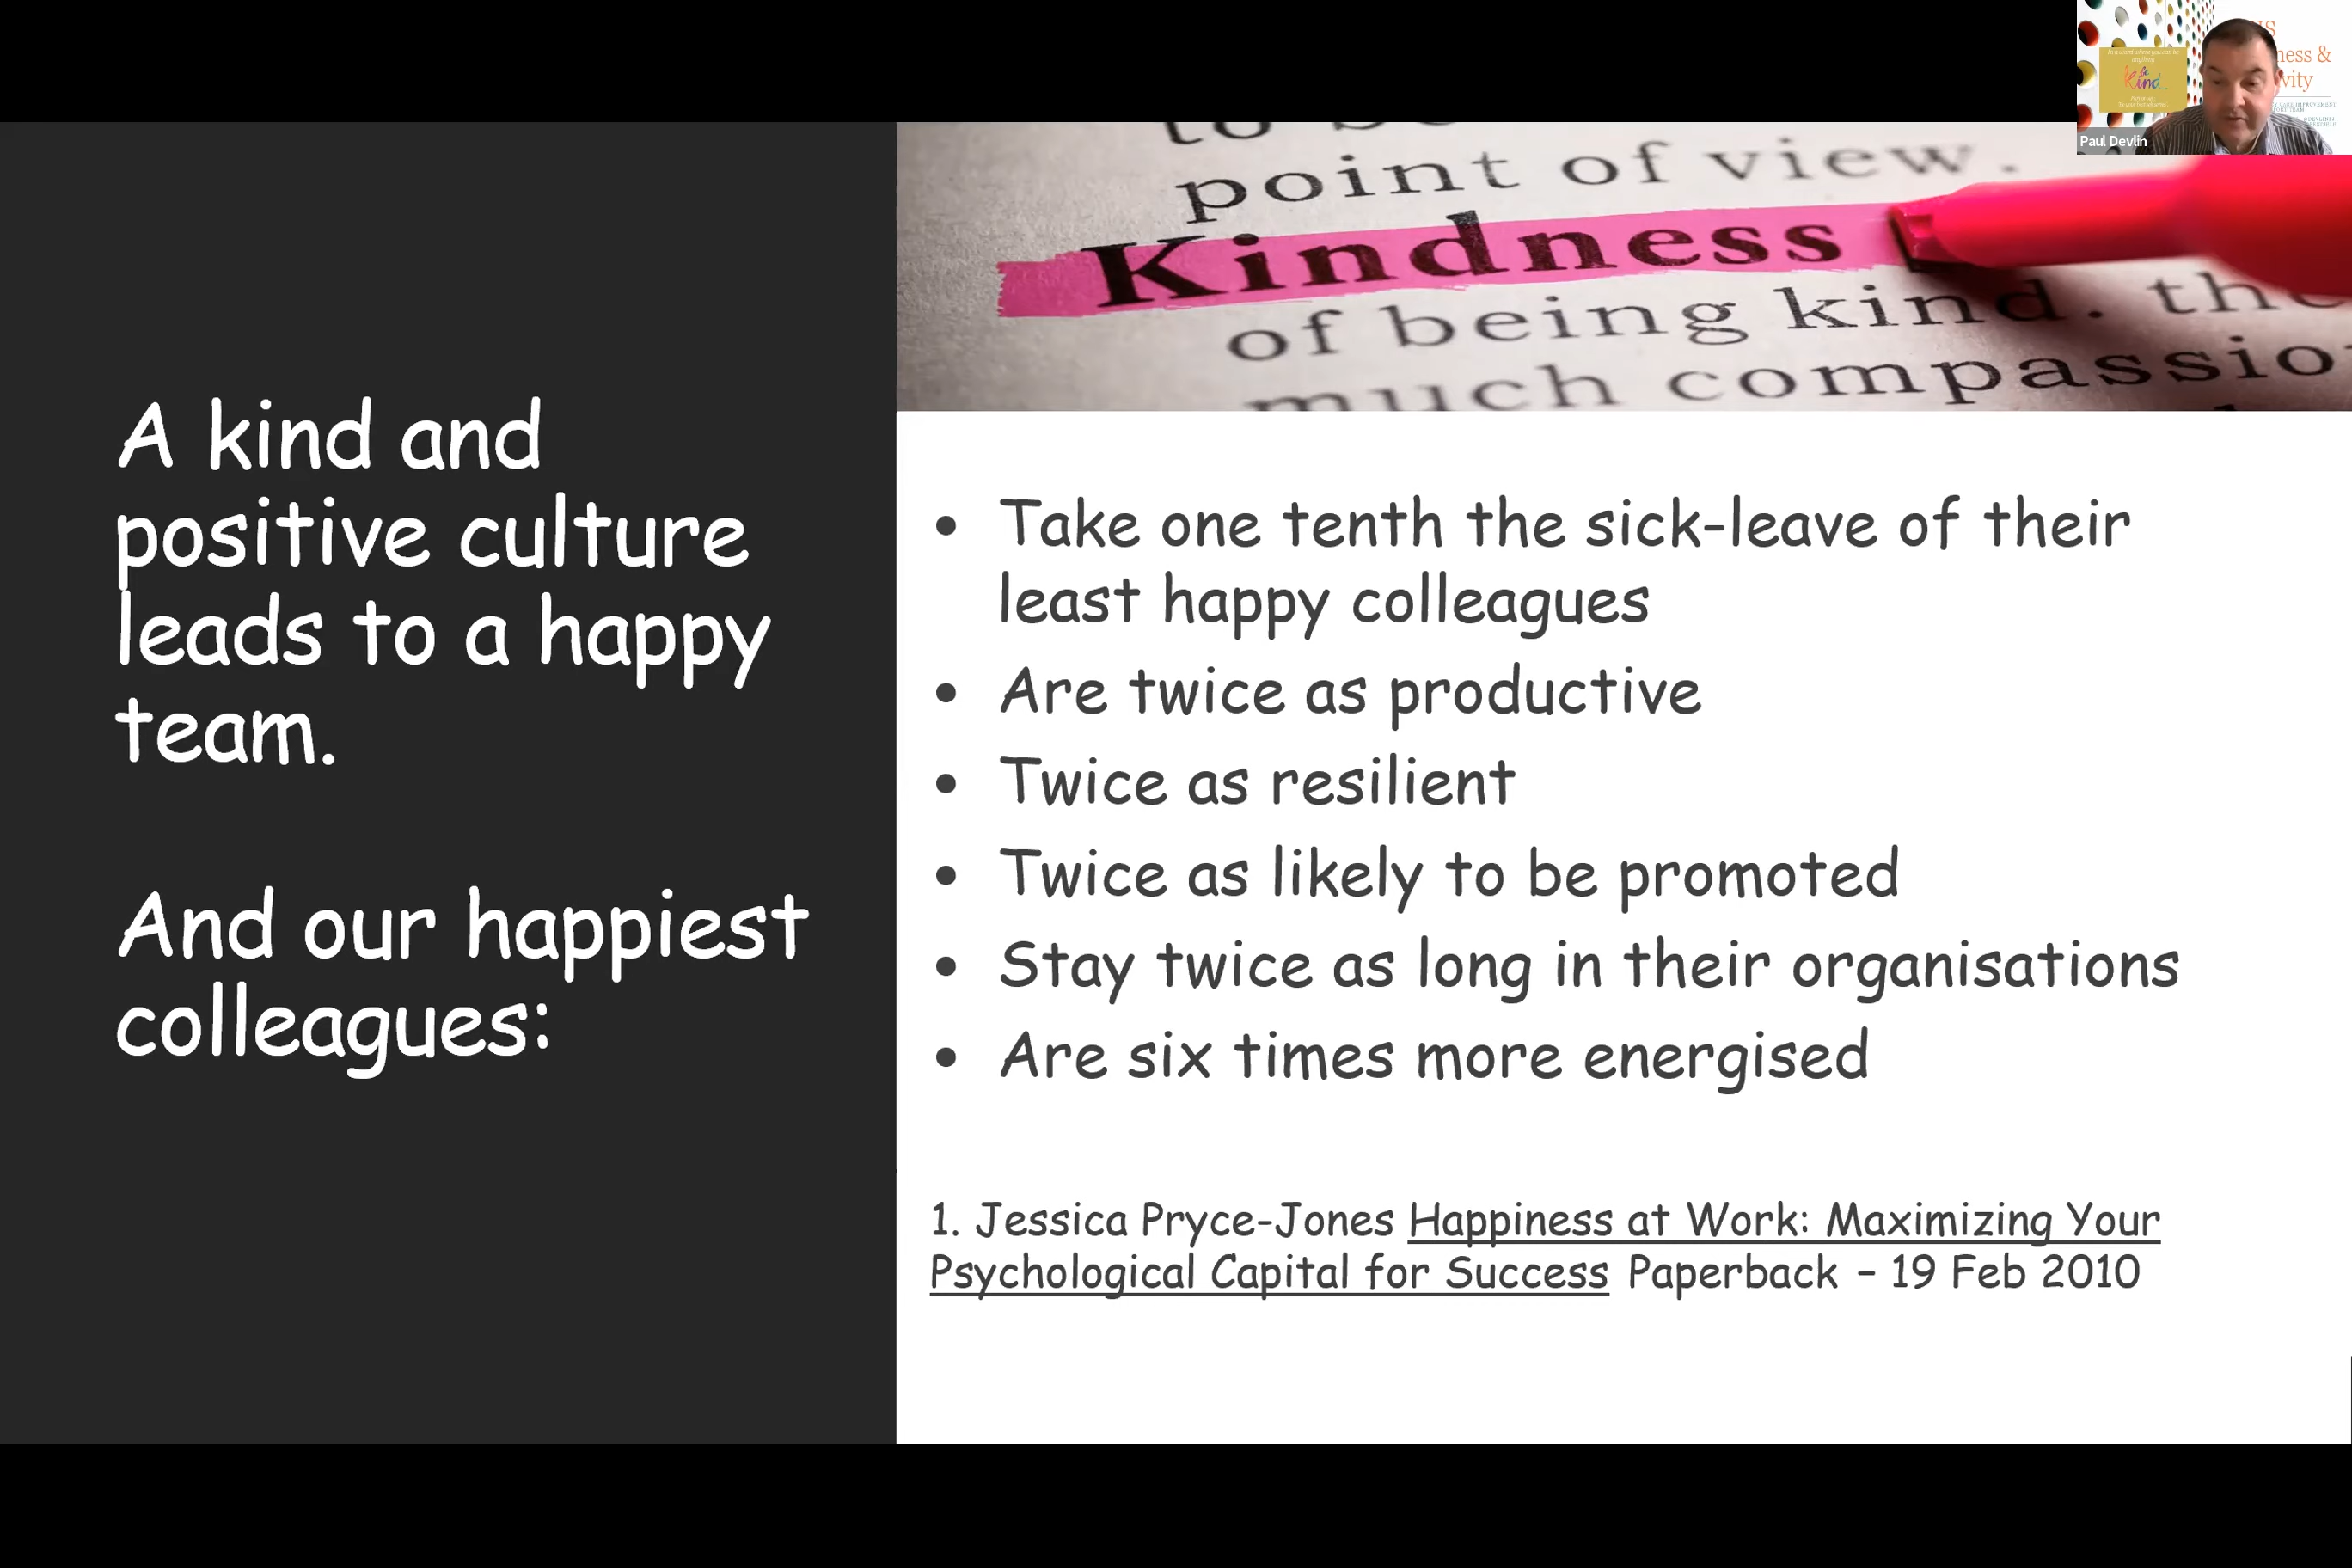 A kind and
positive culture
leads to a happy
team.
And our happiest
colleagues:
point of view.
Kindness
of being kind. the
much compassio
• Take one tenth the sick-leave of their
least happy colleagues
• Are twice as productive
• Twice as resilient
• Twice as likely to be promoted
• Stay twice as long in their organisations
• Are six times more energised
1. Jessica Pryce-Jones Happiness at Work: Maximizing Your
Psychological Capital for Success Paperback – 19 Feb 2010
ness &
vity
kind
Paul Devlin